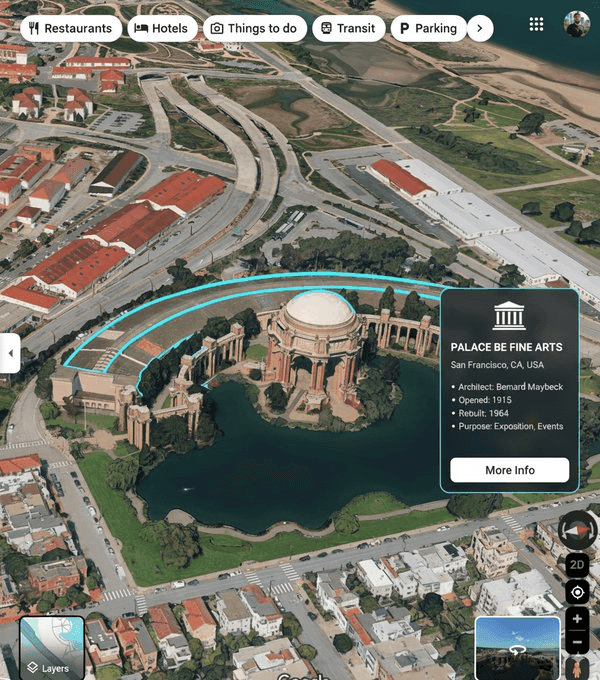 Restaurants
Hotels
Things to do
Transit
P Parking
PALACE BE FINE ARTS
San Francisco, CA, USA
• Architect: Bernard Maybeck
• Opened: 1915
• Rebuilt: 1964
• Purpose: Exposition, Events
More Info
2D
Layers
Google